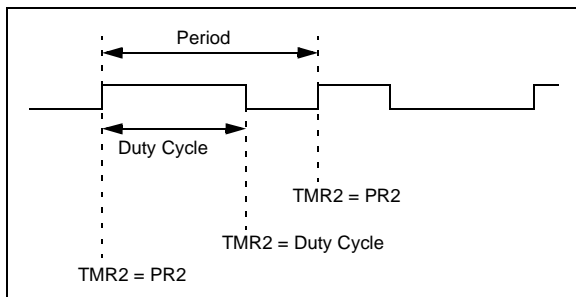 Period
Duty Cycle
TMR2 = PR2
TMR2 = Duty Cycle
TMR2 = PR2